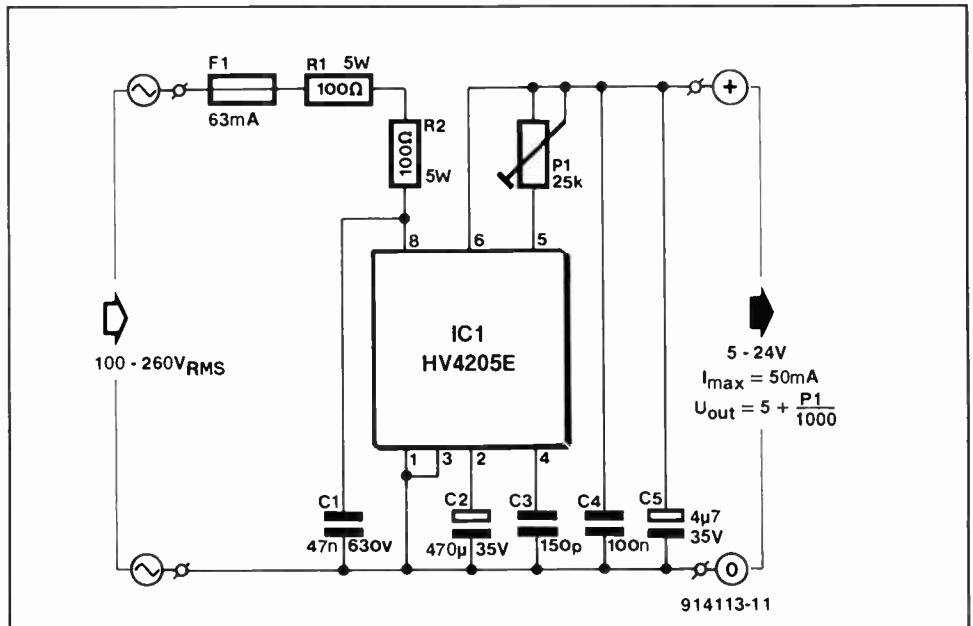 F1
R1 5W
100Ω
63mA
R2
100Ω
5W
P1
25k
+
8
6
5
IC1
HV4205E
100 - 260VRMS
5 - 24V
Imax = 50mA
Uout = 5 + P1/1000
1
3
2
4
C1
47n 630V
C2
470μ 35V
C3
150p
C4
100n
C5
4μ7
35V
0
914113-11